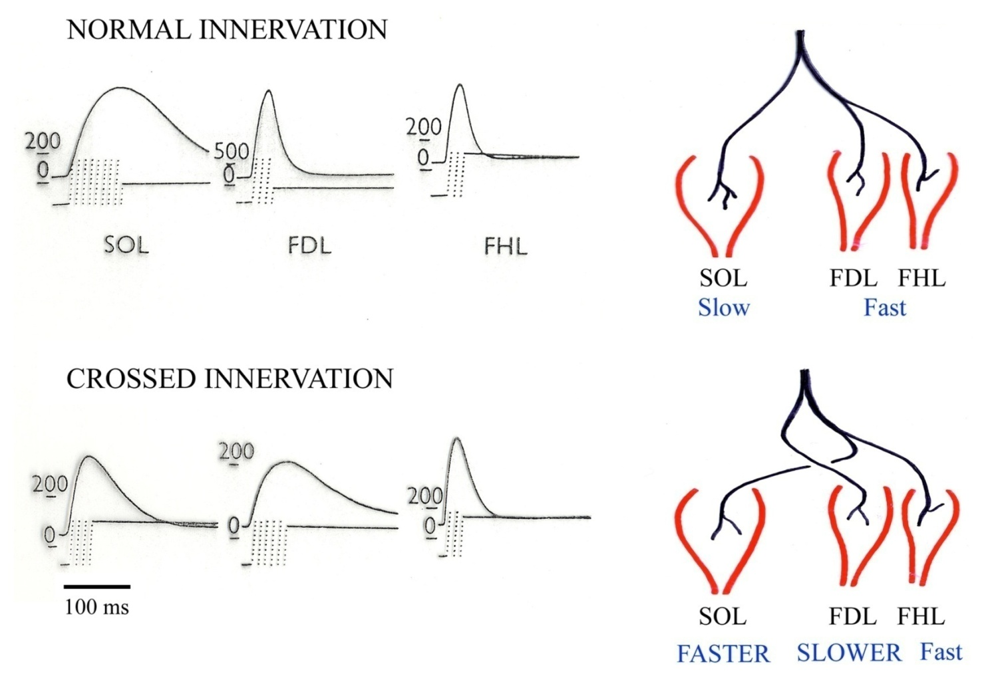 NORMAL INNERVATION
200
0
500
0
200
0
SOL
FDL
FHL
SOL
FDL
FHL
Slow
Fast
CROSSED INNERVATION
200
0
200
0
200
0
100 ms
SOL
FDL
FHL
FASTER
SLOWER
Fast